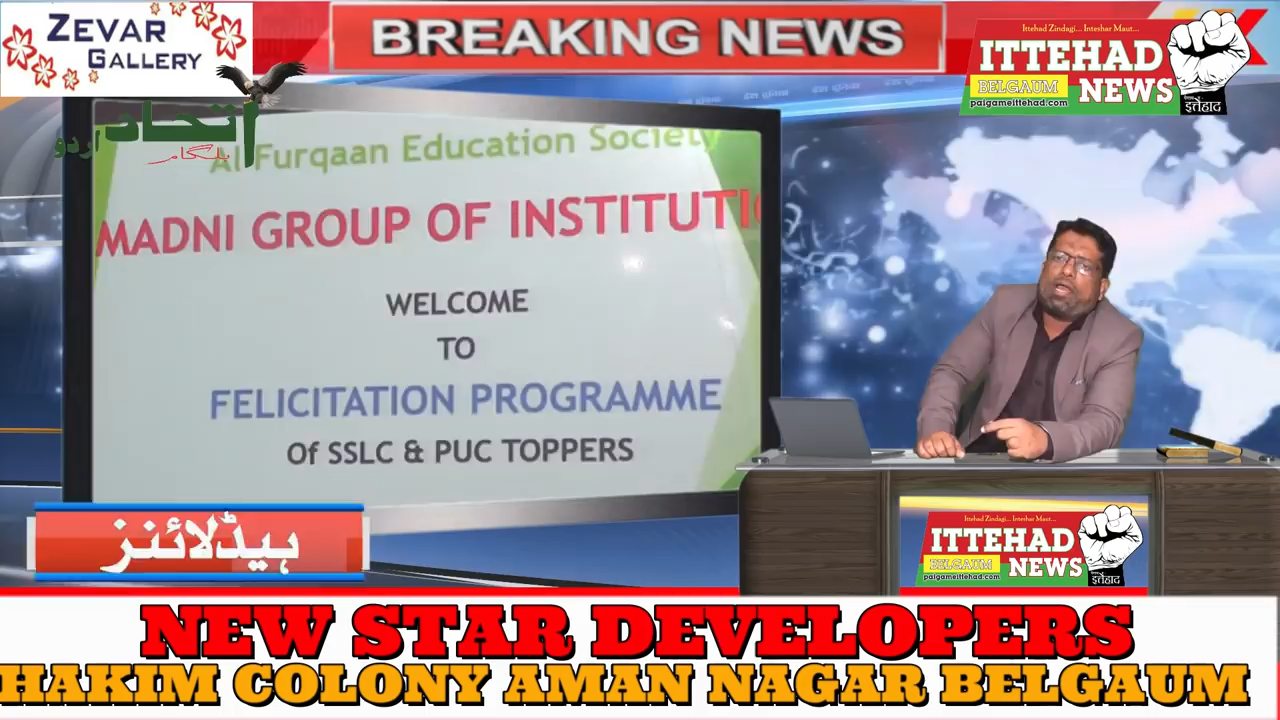 ZEVAR
GALLERY
BREAKING NEWS
Ittehad Zindagi... Inteshar Maut...
ITTEHAD
BELGAUM
NEWS
paigameittehad.com
इत्तेहाद
اتحاد
اردو
بلگام
Al Furqaan Education Society
MADNI GROUP OF INSTITUTI
WELCOME
TO
FELICITATION PROGRAMME
Of SSLC & PUC TOPPERS
Ittehad Zindagi... Inteshar Maut...
ITTEHAD
BELGAUM
NEWS
paigameittehad.com
इत्तेहाद
ہیڈلائنز
NEW STAR DEVELOPERS
HAKIM COLONY AMAN NAGAR BELGAUM